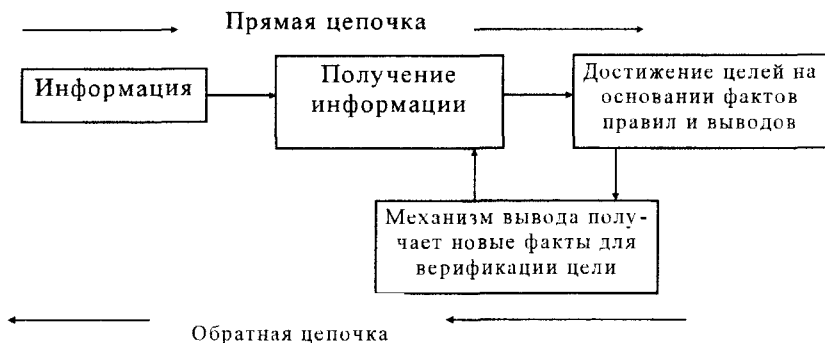 Прямая цепочка
Информация
Получение
информации
Достижение целей на
основании фактов
правил и выводов
Механизм вывода полу-
чает новые факты для
верификации цели
Обратная цепочка